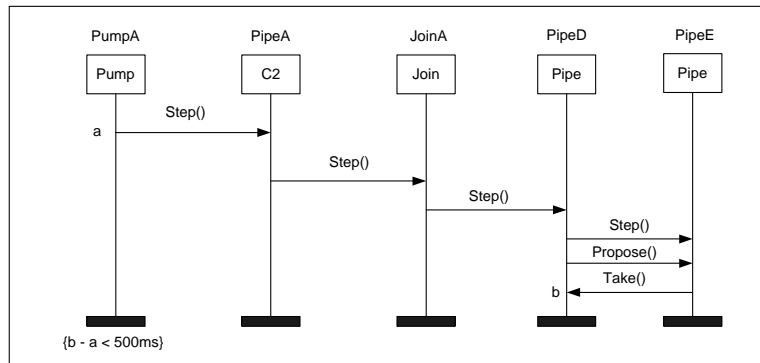 PumpA PipeA JoinA PipeD PipeE
Pump C2 Join Pipe Pipe
Step()
a
Step()
Step()
Step()
Propose()
Take()
b
{b - a < 500ms}